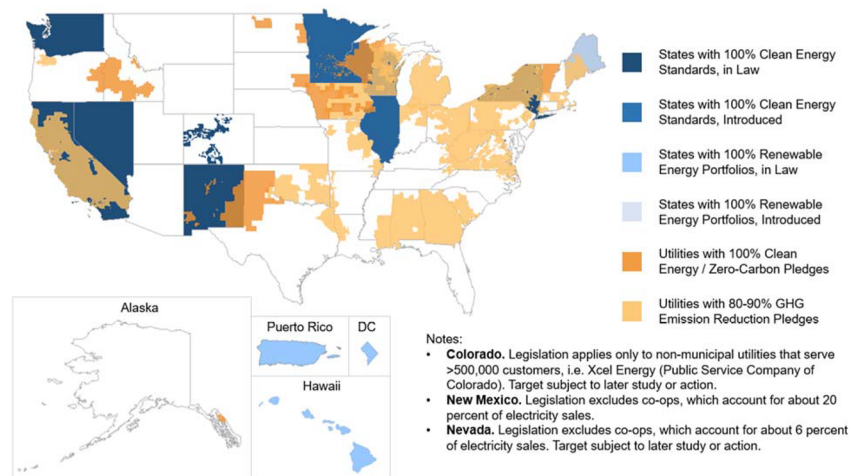 States with 100% Clean Energy
Standards, in Law
States with 100% Clean Energy
Standards, Introduced
States with 100% Renewable
Energy Portfolios, in Law
States with 100% Renewable
Energy Portfolios, Introduced
Utilities with 100% Clean
Energy / Zero-Carbon Pledges
Utilities with 80-90% GHG
Emission Reduction Pledges
Alaska
Puerto Rico
DC
Hawaii
Notes:
• Colorado. Legislation applies only to non-municipal utilities that serve
>500,000 customers, i.e. Xcel Energy (Public Service Company of
Colorado). Target subject to later study or action.
• New Mexico. Legislation excludes co-ops, which account for about 20
percent of electricity sales.
• Nevada. Legislation excludes co-ops, which account for about 6 percent
of electricity sales. Target subject to later study or action.